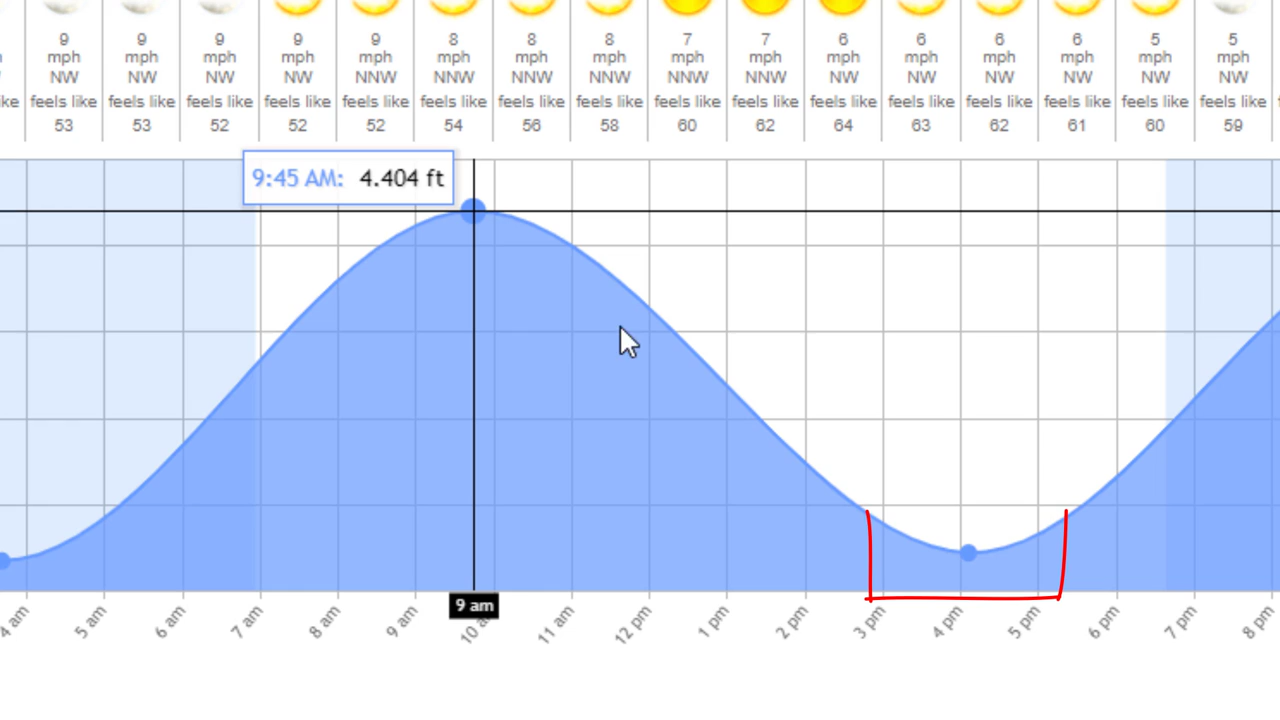 9 9 9 9 9 8 8 8 7 7 6 6 6 6 5 5
mph mph mph mph mph mph mph mph mph mph mph mph mph mph mph mph
NW NW NW NW NW NNW NNW NNW NNW NNW NW NW NW NW NW NW
feels like feels like feels like feels like feels like feels like feels like feels like feels like feels like feels like feels like feels like feels like feels like feels like
53 53 52 52 52 54 56 58 60 62 64 63 62 61 60 59
9:45 AM: 4.404 ft
9 am
4 am 5 am 6 am 7 am 8 am 9 am 10 11 am 12 pm 1 pm 2 pm 3 pm 4 pm 5 pm 6 pm 7 pm 8 pm